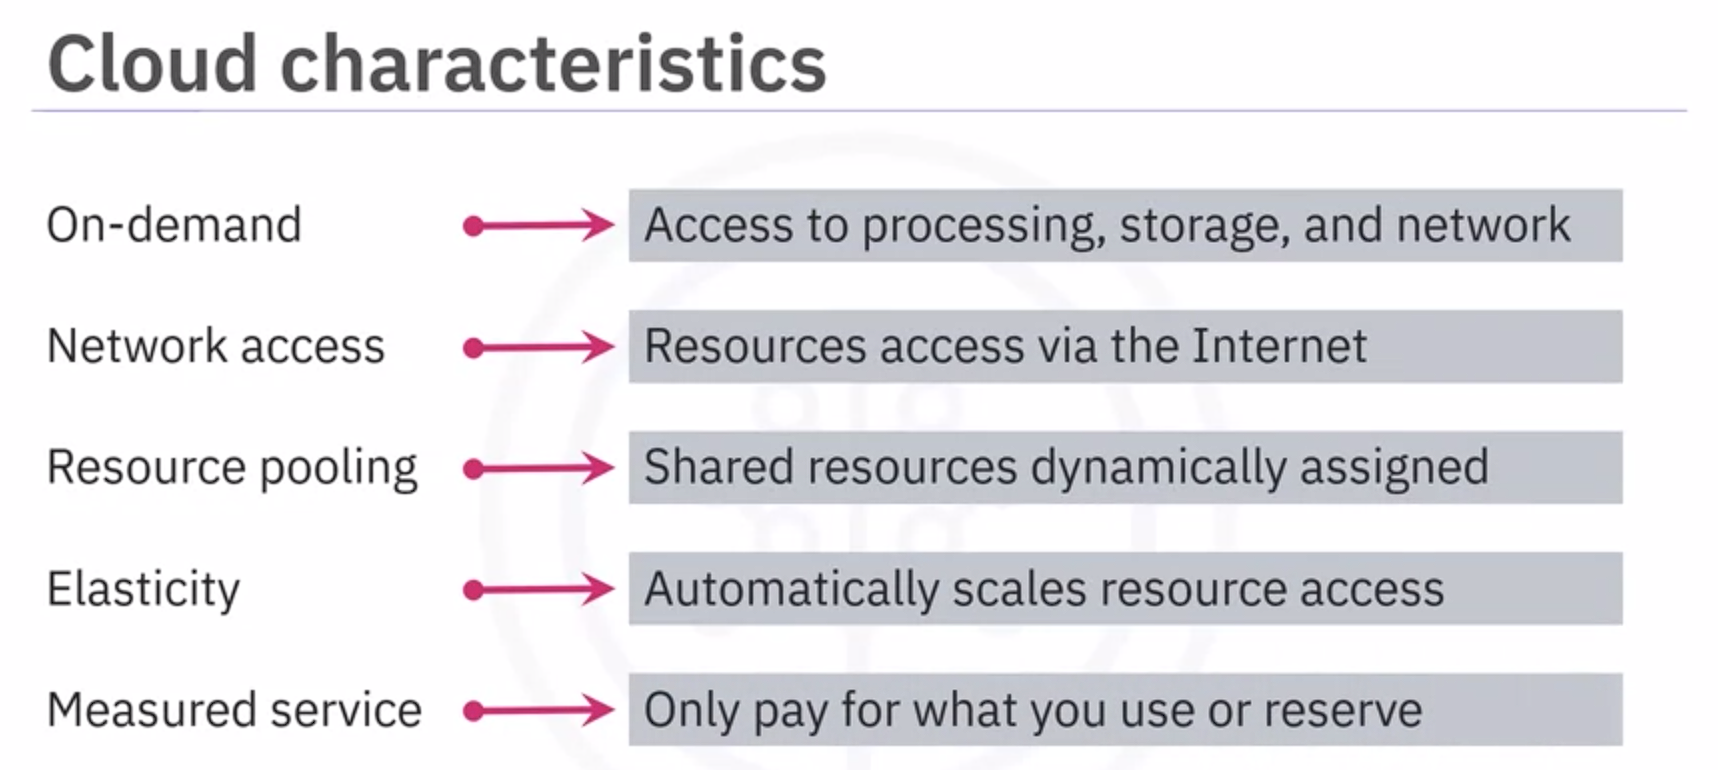 Cloud characteristics
On-demand
Access to processing, storage, and network
Network access
Resources access via the Internet
Resource pooling
Shared resources dynamically assigned
Elasticity
Automatically scales resource access
Measured service
Only pay for what you use or reserve